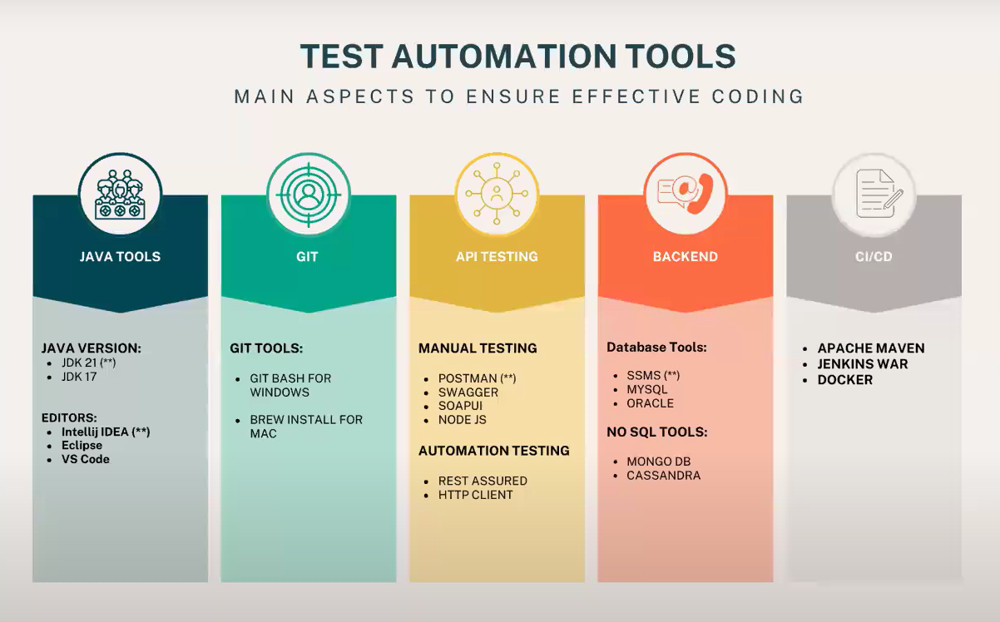 TEST AUTOMATION TOOLS
MAIN ASPECTS TO ENSURE EFFECTIVE CODING
JAVA TOOLS
JAVA VERSION:
• JDK 21 (**)
• JDK 17
EDITORS:
• Intellij IDEA (**)
• Eclipse
• VS Code
GIT
GIT TOOLS:
• GIT BASH FOR
WINDOWS
• BREW INSTALL FOR
MAC
API TESTING
MANUAL TESTING
• POSTMAN (**)
• SWAGGER
• SOAPUI
• NODE JS
AUTOMATION TESTING
• REST ASSURED
• HTTP CLIENT
BACKEND
Database Tools:
• SSMS (**)
• MYSQL
• ORACLE
NO SQL TOOLS:
• MONGO DB
• CASSANDRA
CI/CD
• APACHE MAVEN
• JENKINS WAR
• DOCKER